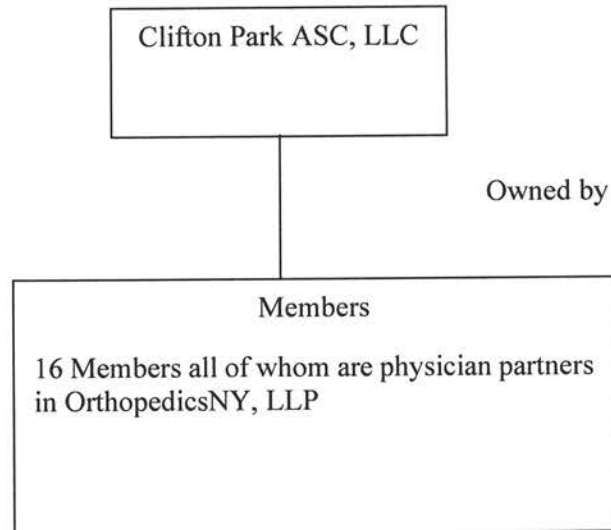 Clifton Park ASC, LLC
Owned by
Members
16 Members all of whom are physician partners
in OrthopedicsNY, LLP